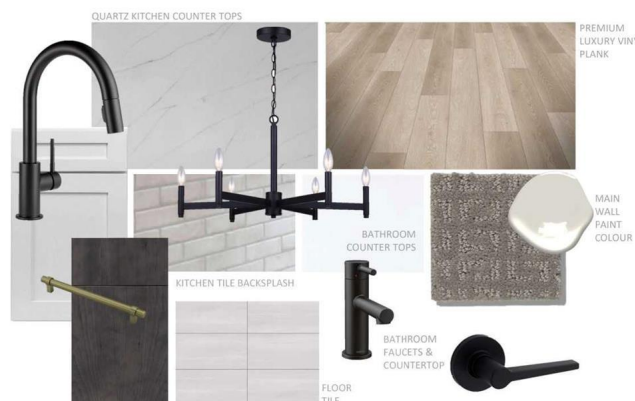 QUARTZ KITCHEN COUNTER TOPS
PREMIUM
LUXURY VIN
PLANK
MAIN
WALL
PAINT
COLOUR
BATHROOM
COUNTER TOPS
KITCHEN TILE BACKSPLASH
BATHROOM
FAUCETS &
COUNTERTOP
FLOOR
TILE